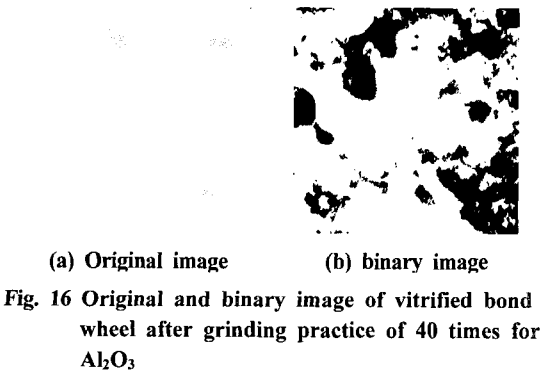 (a) Original image (b) binary image
Fig. 16 Original and binary image of vitrified bond
wheel after grinding practice of 40 times for
Al₂O₃